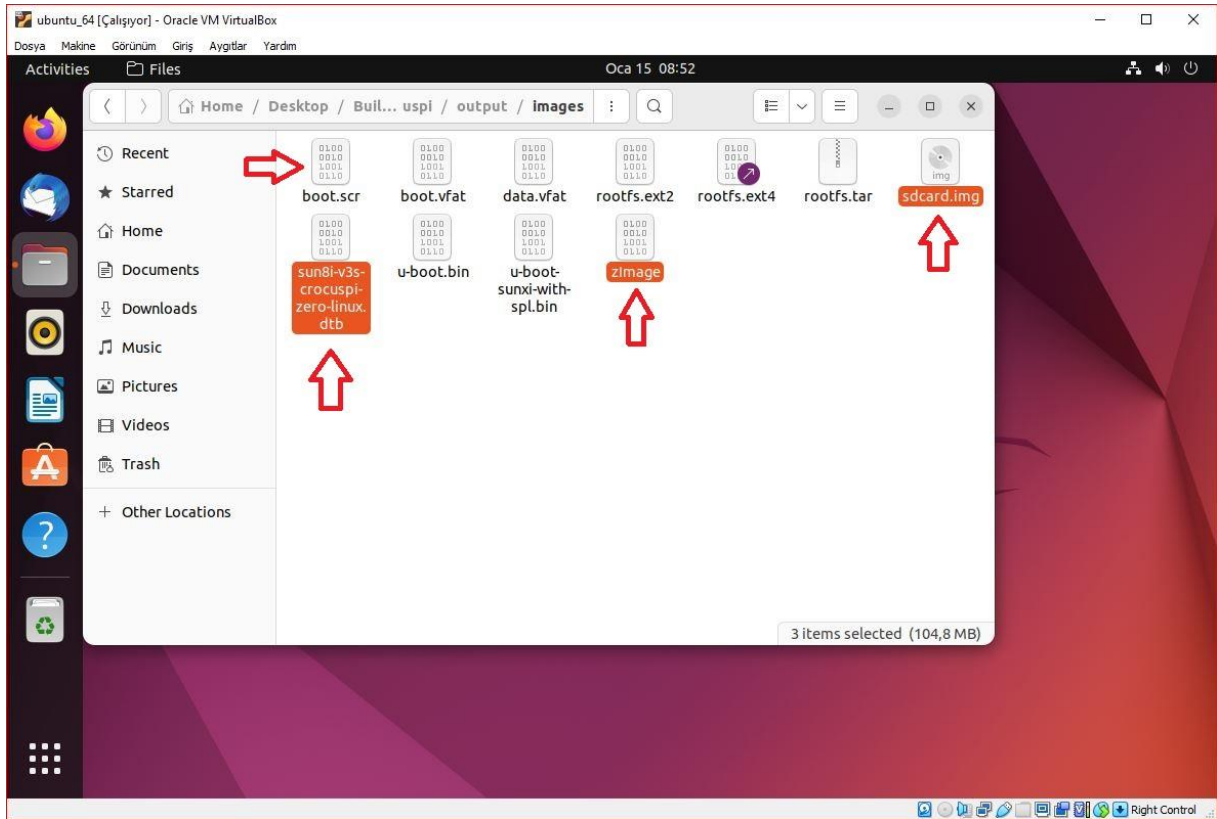 ubuntu_64 [Çalışıyor] - Oracle VM VirtualBox
Dosya Makine Görünüm Giriş Aygıtlar Yardım
Activities Files Oca 15 08:52
Home / Desktop / Buil... uspi / output / images
Recent
Starred
Home
Documents
Downloads
Music
Pictures
Videos
Trash
+ Other Locations
boot.scr boot.vfat data.vfat rootfs.ext2 rootfs.ext4 rootfs.tar sdcard.img
sun8i-v3s-
crocuspi-
zero-linux.
dtb
u-boot.bin
u-boot-
sunxi-with-
spl.bin
zImage
3 items selected (104,8 MB)
Right Control